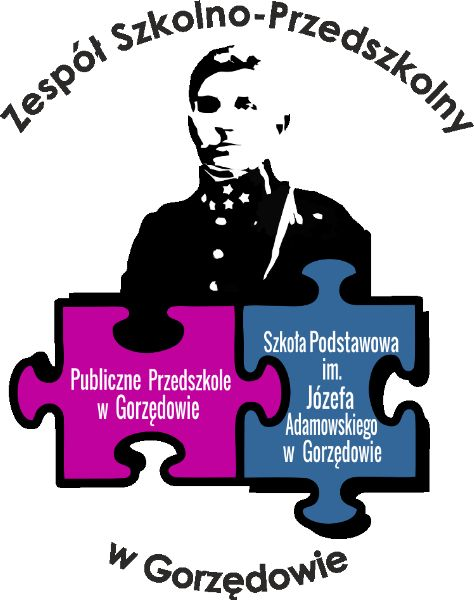 Zespół Szkolno-Przedszkolny
Publiczne Przedszkole
w Gorzędowie
Szkoła Podstawowa
im.
Józefa
Adamowskiego
w Gorzędowie
w Gorzędowie